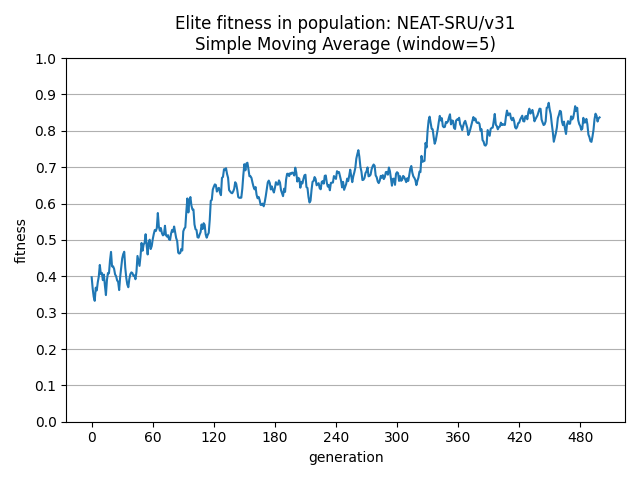 Elite fitness in population: NEAT-SRU/v31
Simple Moving Average (window=5)
fitness
1.0
0.9
0.8
0.7
0.6
0.5
0.4
0.3
0.2
0.1
0.0
0 60 120 180 240 300 360 420 480
generation